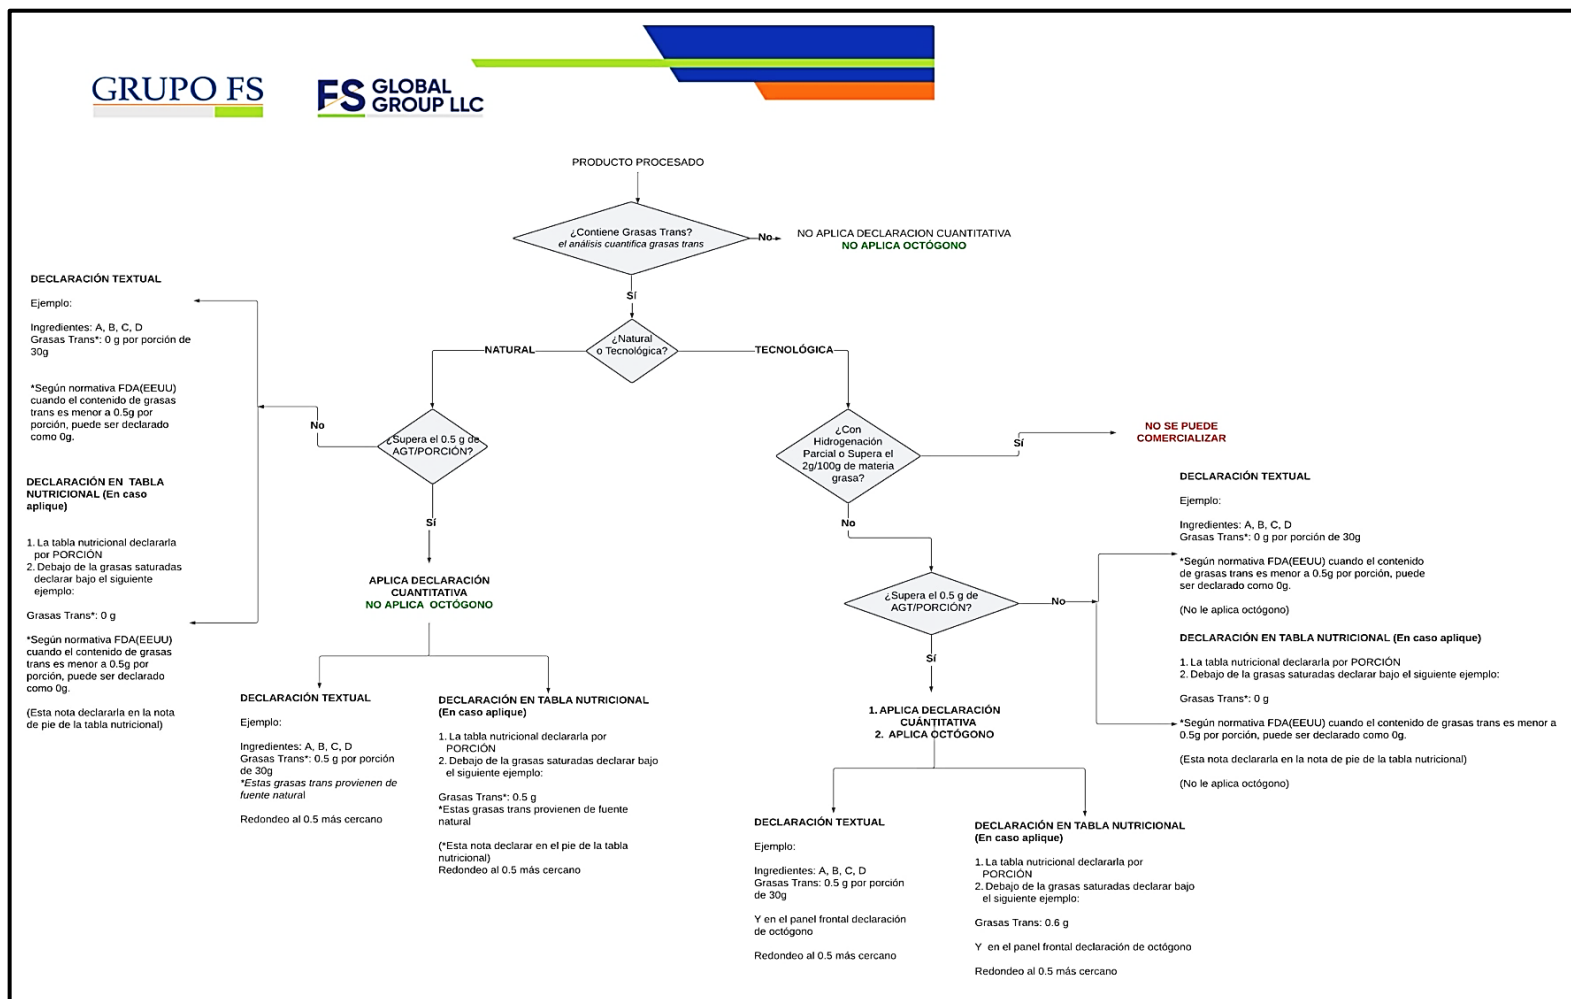 GRUPO FS
FS GLOBAL
GROUP LLC
PRODUCTO PROCESADO
¿Contiene Grasas Trans?
el análisis cuantifica grasas trans
No
NO APLICA DECLARACION CUANTITATIVA
NO APLICA OCTÓGONO
Sí
¿Natural
o Tecnológica?
NATURAL
TECNOLÓGICA
¿Supera el 0.5 g de
AGT/PORCIÓN?
No
DECLARACIÓN TEXTUAL
Ejemplo:
Ingredientes: A, B, C, D
Grasas Trans*: 0 g por porción de
30g
*Según normativa FDA(EEUU)
cuando el contenido de grasas
trans es menor a 0.5g por
porción, puede ser declarado
como 0g.
DECLARACIÓN EN TABLA
NUTRICIONAL (En caso
aplique)
1. La tabla nutricional declararla
por PORCIÓN
2. Debajo de la grasas saturadas
declarar bajo el siguiente
ejemplo:
Grasas Trans*: 0 g
*Según normativa FDA(EEUU)
cuando el contenido de grasas
trans es menor a 0.5g por
porción, puede ser declarado
como 0g.
(Esta nota declararla en la nota
de pie de la tabla nutricional)
Sí
APLICA DECLARACIÓN
CUANTITATIVA
NO APLICA OCTÓGONO
DECLARACIÓN TEXTUAL
Ejemplo:
Ingredientes: A, B, C, D
Grasas Trans*: 0.5 g por porción
de 30g
*Estas grasas trans provienen de
fuente natural
Redondeo al 0.5 más cercano
DECLARACIÓN EN TABLA NUTRICIONAL
(En caso aplique)
1. La tabla nutricional declararla por
PORCIÓN
2. Debajo de la grasas saturadas declarar bajo
el siguiente ejemplo:
Grasas Trans*: 0.5 g
*Estas grasas trans provienen de fuente
natural
(*Esta nota declarar en el pie de la tabla
nutricional)
Redondeo al 0.5 más cercano
¿Con
Hidrogenación
Parcial o Supera el
2g/100g de materia
grasa?
Sí
NO SE PUEDE
COMERCIALIZAR
No
¿Supera el 0.5 g de
AGT/PORCIÓN?
No
DECLARACIÓN TEXTUAL
Ejemplo:
Ingredientes: A, B, C, D
Grasas Trans*: 0 g por porción de 30g
*Según normativa FDA(EEUU) cuando el contenido
de grasas trans es menor a 0.5g por porción, puede
ser declarado como 0g.
(No le aplica octógono)
DECLARACIÓN EN TABLA NUTRICIONAL (En caso aplique)
1. La tabla nutricional declararla por PORCIÓN
2. Debajo de la grasas saturadas declarar bajo el siguiente ejemplo:
Grasas Trans*: 0 g
*Según normativa FDA(EEUU) cuando el contenido de grasas trans es menor a
0.5g por porción, puede ser declarado como 0g.
(Esta nota declararla en la nota de pie de la tabla nutricional)
(No le aplica octógono)
Sí
1. APLICA DECLARACIÓN
CUÁNTITATIVA
2. APLICA OCTÓGONO
DECLARACIÓN TEXTUAL
Ejemplo:
Ingredientes: A, B, C, D
Grasas Trans: 0.5 g por porción
de 30g
Y en el panel frontal declaración
de octógono
Redondeo al 0.5 más cercano
DECLARACIÓN EN TABLA NUTRICIONAL
(En caso aplique)
1. La tabla nutricional declararla por
PORCIÓN
2. Debajo de la grasas saturadas declarar bajo
el siguiente ejemplo:
Grasas Trans: 0.6 g
Y en el panel frontal declaración de octógono
Redondeo al 0.5 más cercano